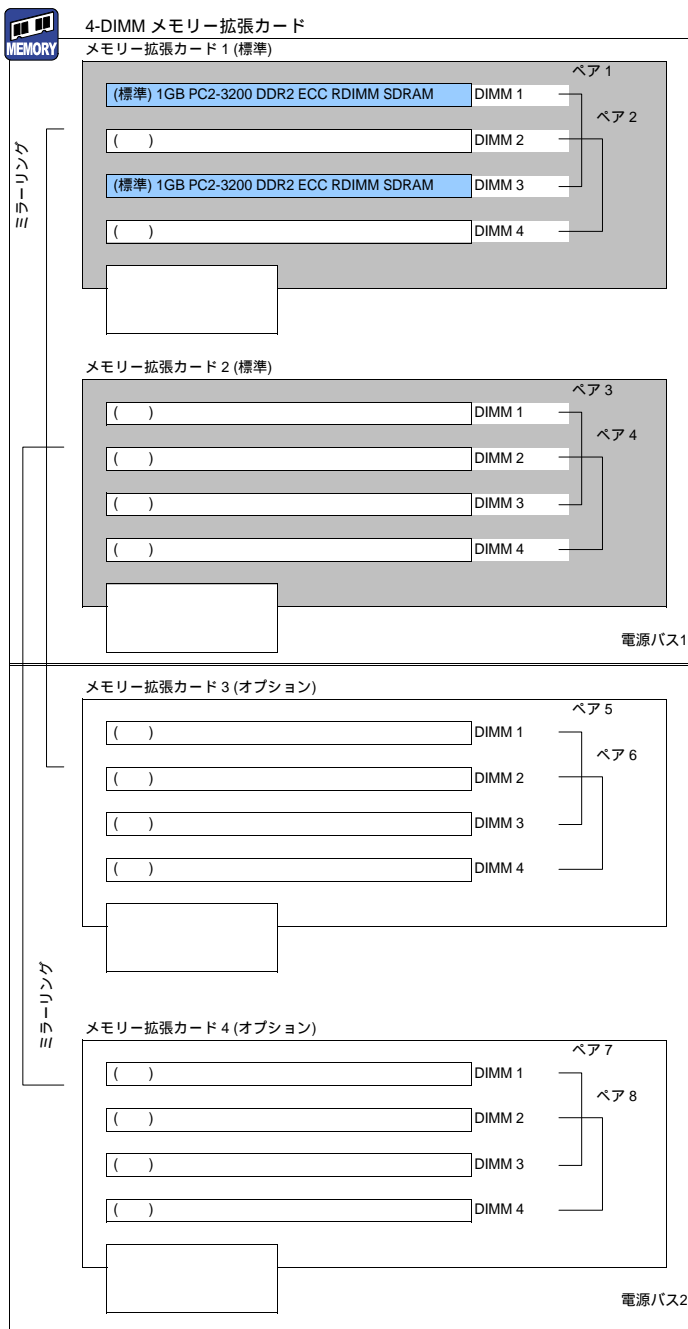 MEMORY
4-DIMM メモリー拡張カード
メモリー拡張カード 1 (標準)
ペア 1
(標準) 1GB PC2-3200 DDR2 ECC RDIMM SDRAM DIMM 1
ペア 2
( ) DIMM 2
ミラーリング
(標準) 1GB PC2-3200 DDR2 ECC RDIMM SDRAM DIMM 3
( ) DIMM 4
メモリー拡張カード 2 (標準)
ペア 3
( ) DIMM 1
ペア 4
( ) DIMM 2
( ) DIMM 3
( ) DIMM 4
電源バス1
メモリー拡張カード 3 (オプション)
ペア 5
( ) DIMM 1
ペア 6
( ) DIMM 2
( ) DIMM 3
( ) DIMM 4
ミラーリング
メモリー拡張カード 4 (オプション)
ペア 7
( ) DIMM 1
ペア 8
( ) DIMM 2
( ) DIMM 3
( ) DIMM 4
電源バス2